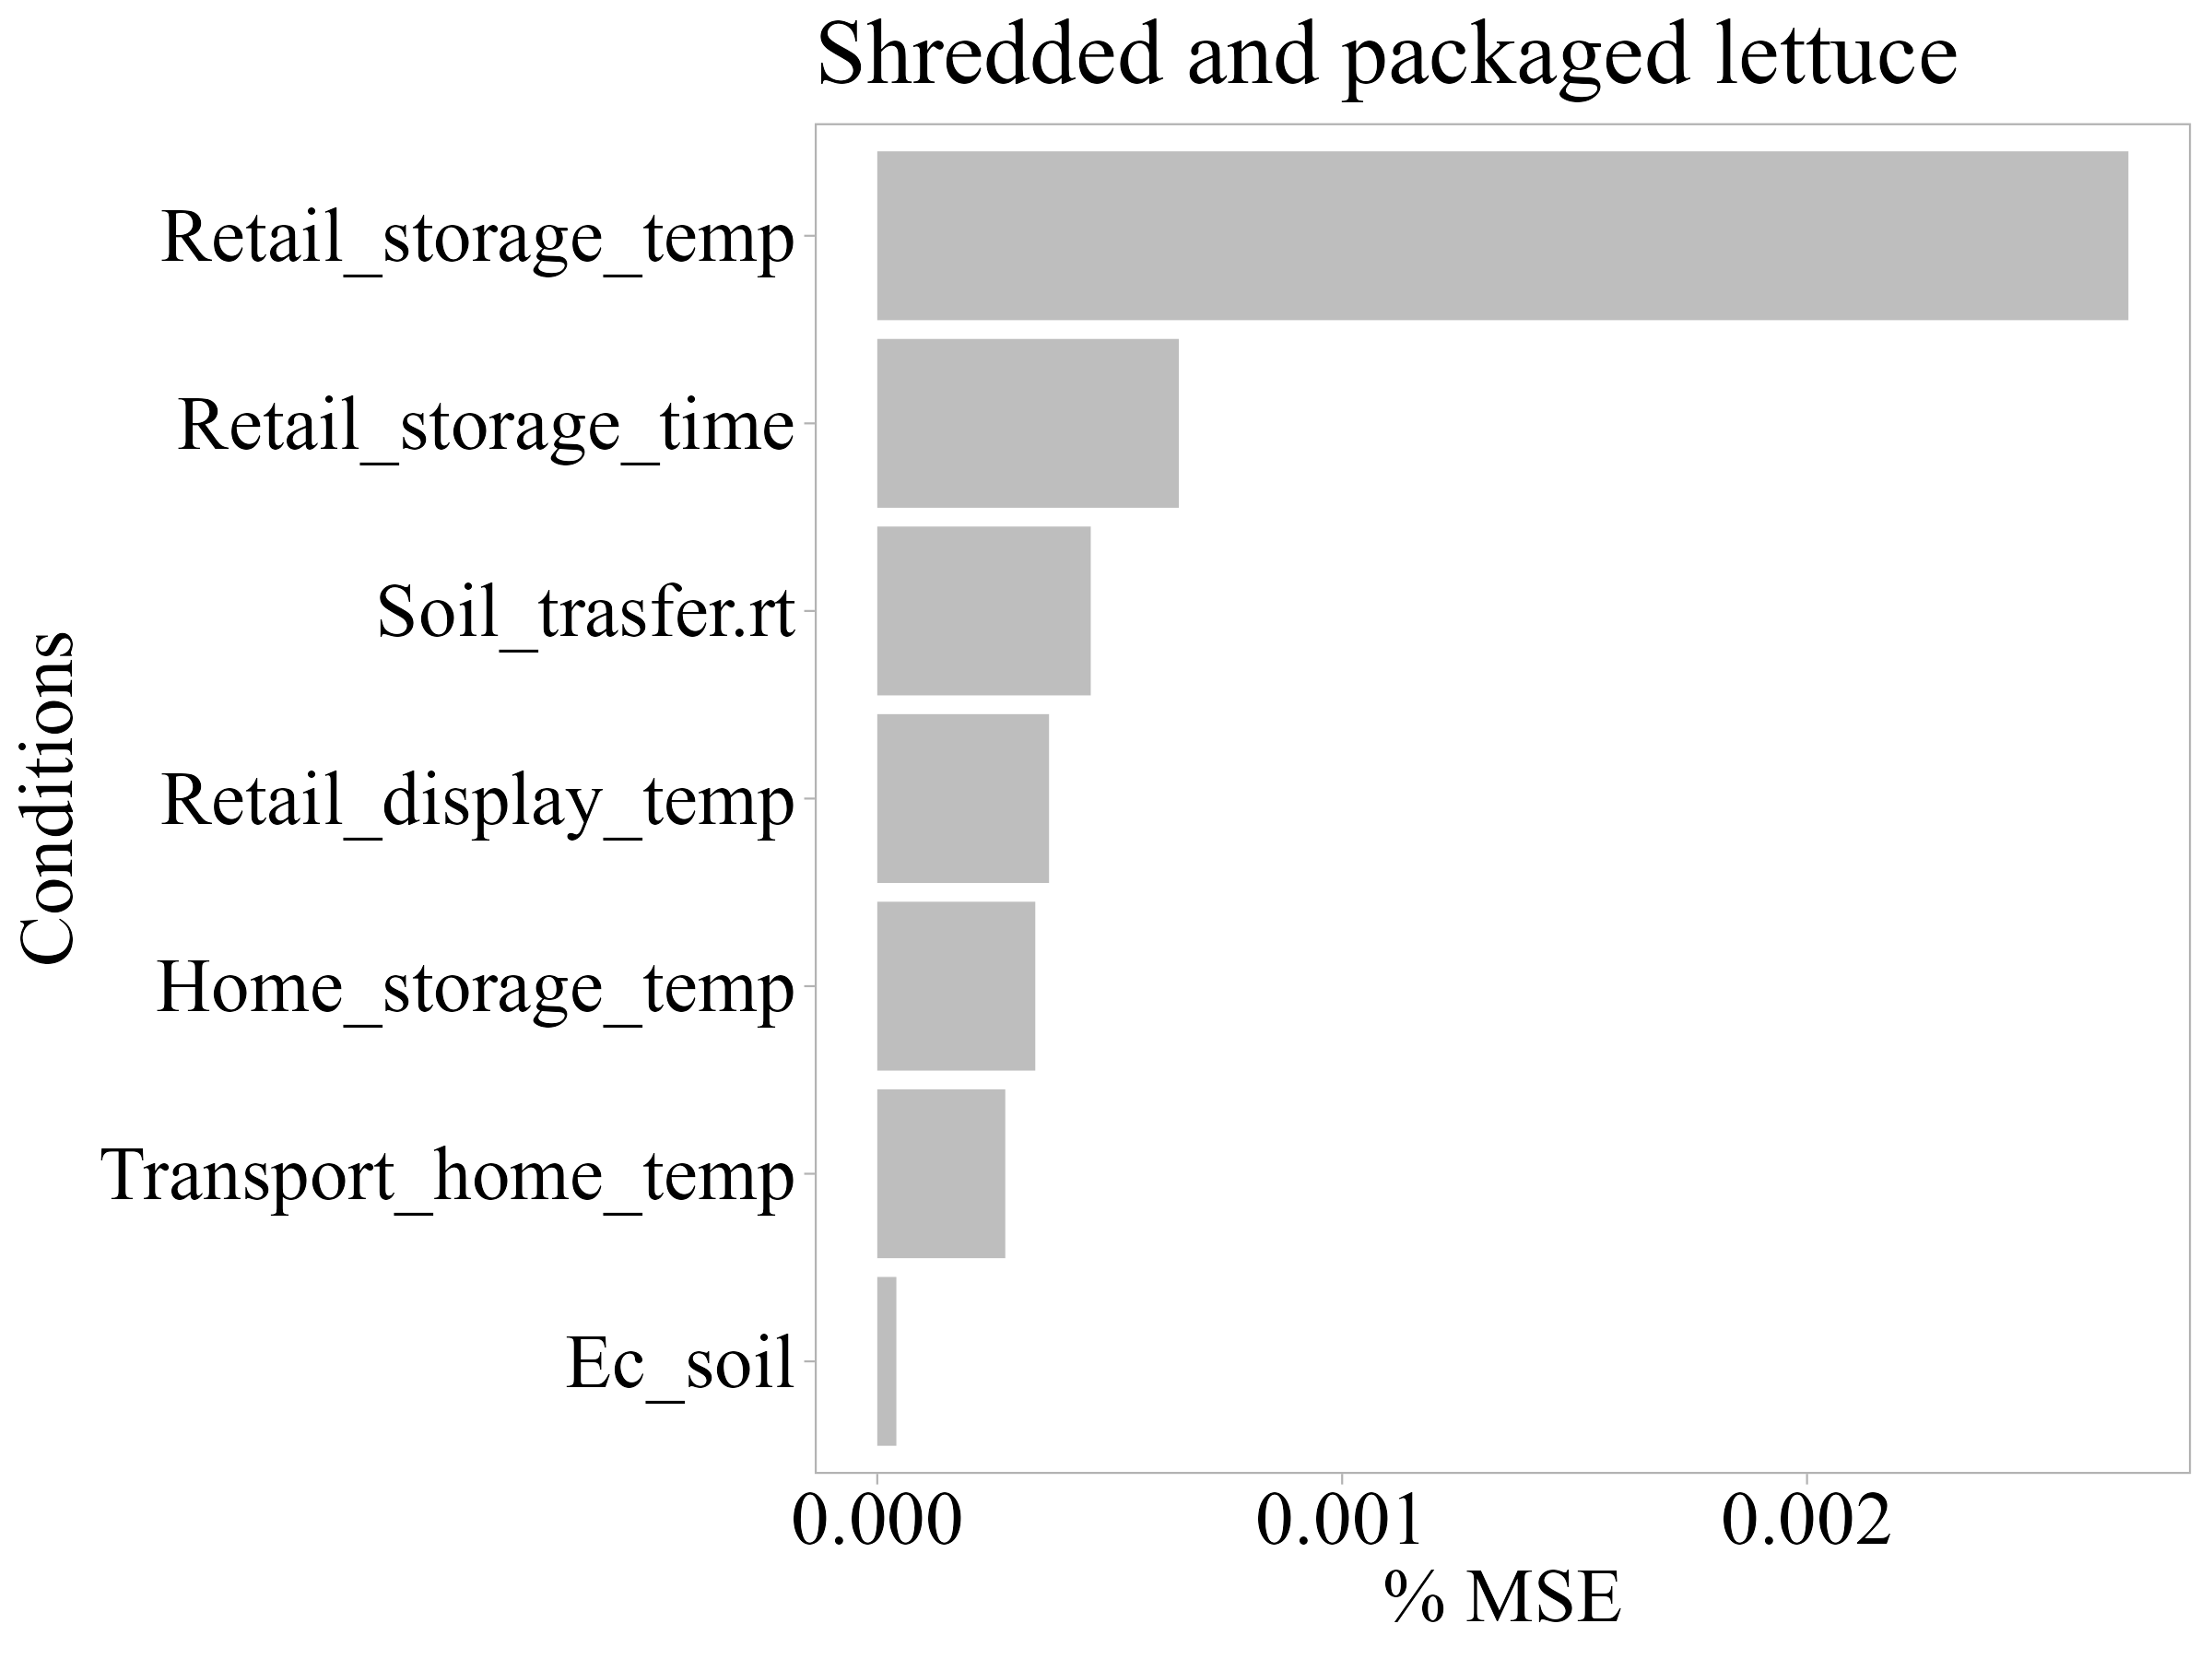 Shredded and packaged lettuce
Retail_storage_temp
Retail_storage_time
Soil_trasfer.rt
Retail_display_temp
Home_storage_temp
Transport_home_temp
Ec_soil
Conditions
0.000 0.001 0.002
% MSE